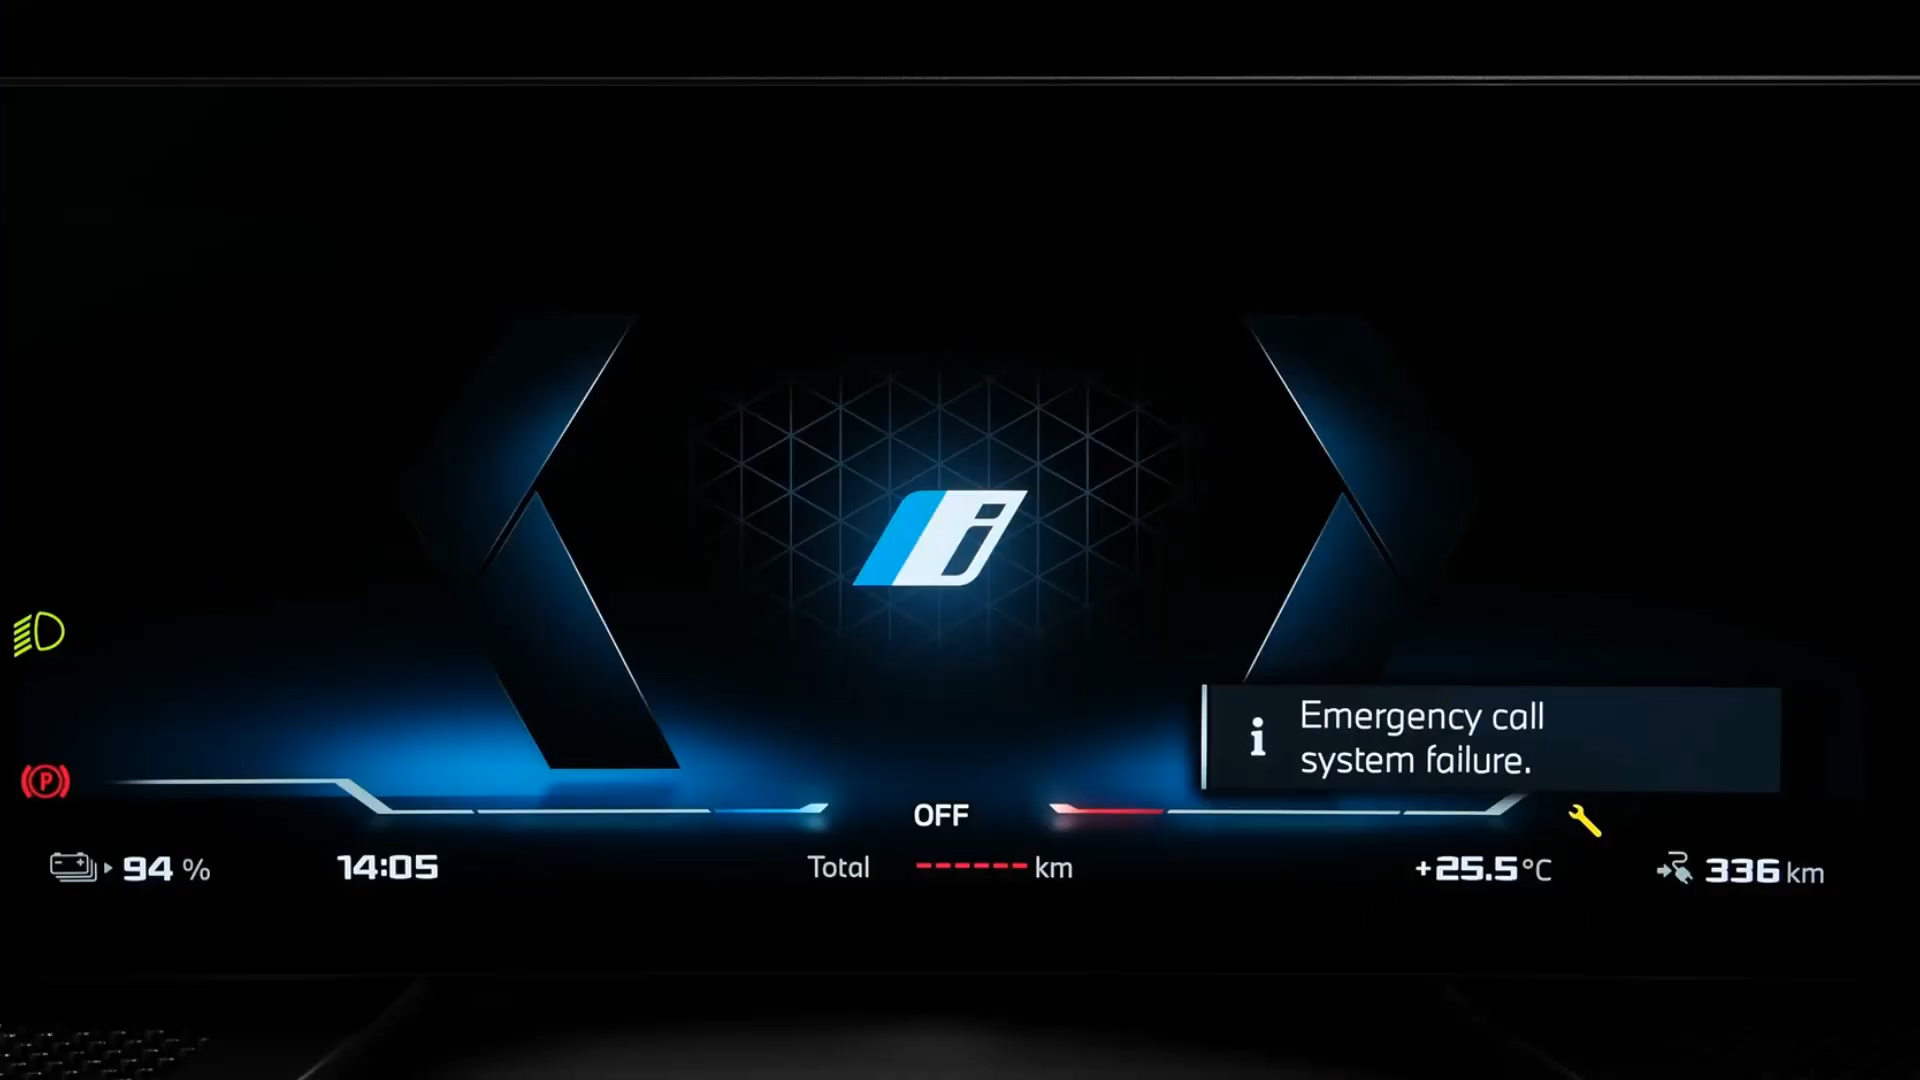 i
Emergency call
system failure.
P
OFF
94 %
14:05
Total ------ km
+25.5°C
336 km